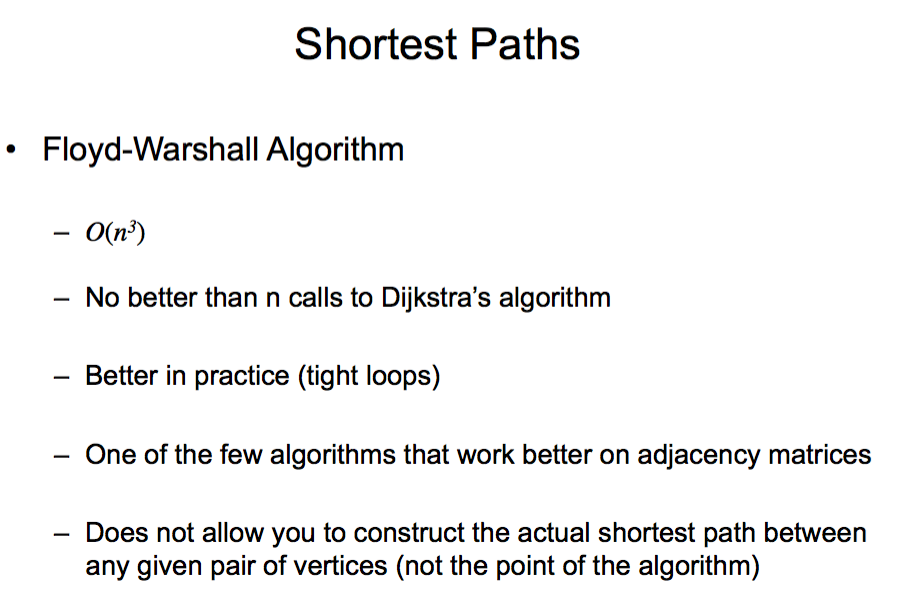 Shortest Paths
• Floyd-Warshall Algorithm
– O(n³)
– No better than n calls to Dijkstra’s algorithm
– Better in practice (tight loops)
– One of the few algorithms that work better on adjacency matrices
– Does not allow you to construct the actual shortest path between
any given pair of vertices (not the point of the algorithm)